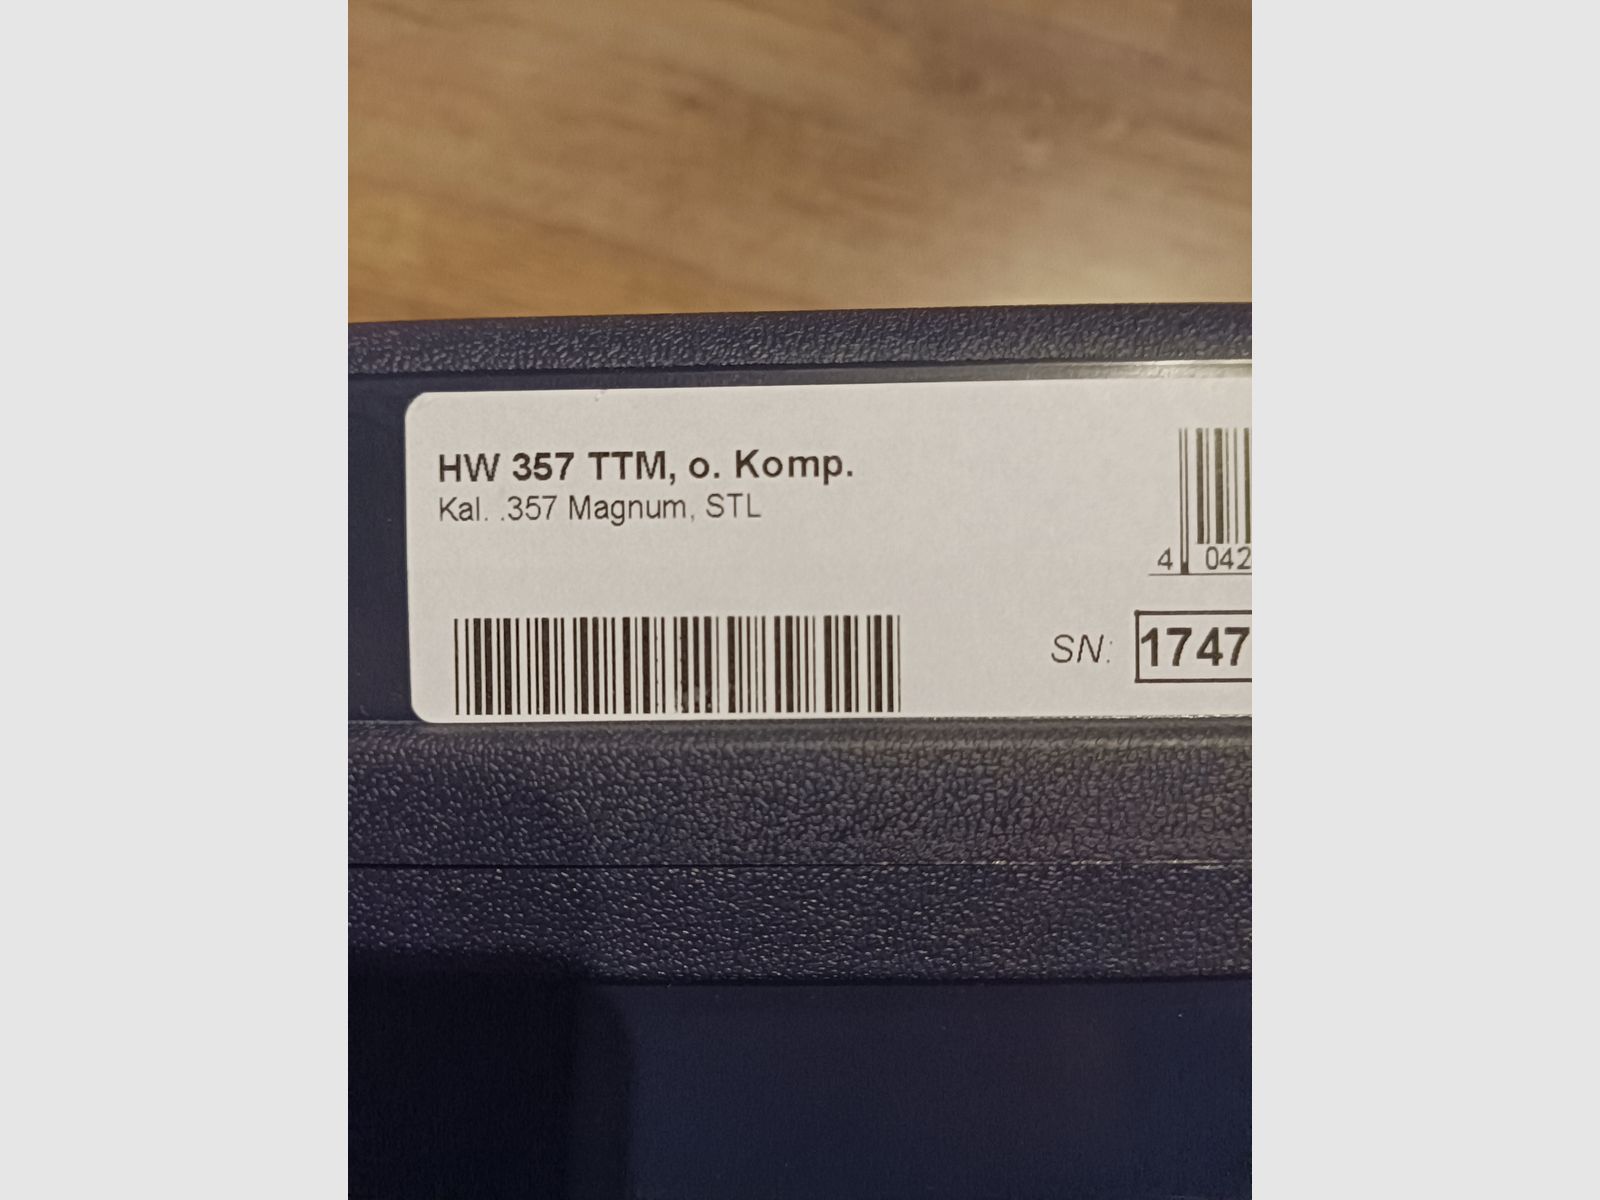 HW 357 TTM, o. Komp.
Kal. .357 Magnum, STL
4 042
SN: 1747